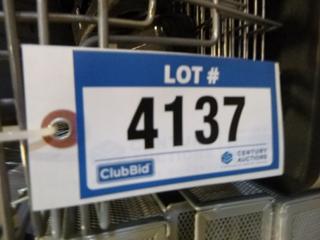 LOT #
4137
ClubBid
CENTURY
AUCTIONS